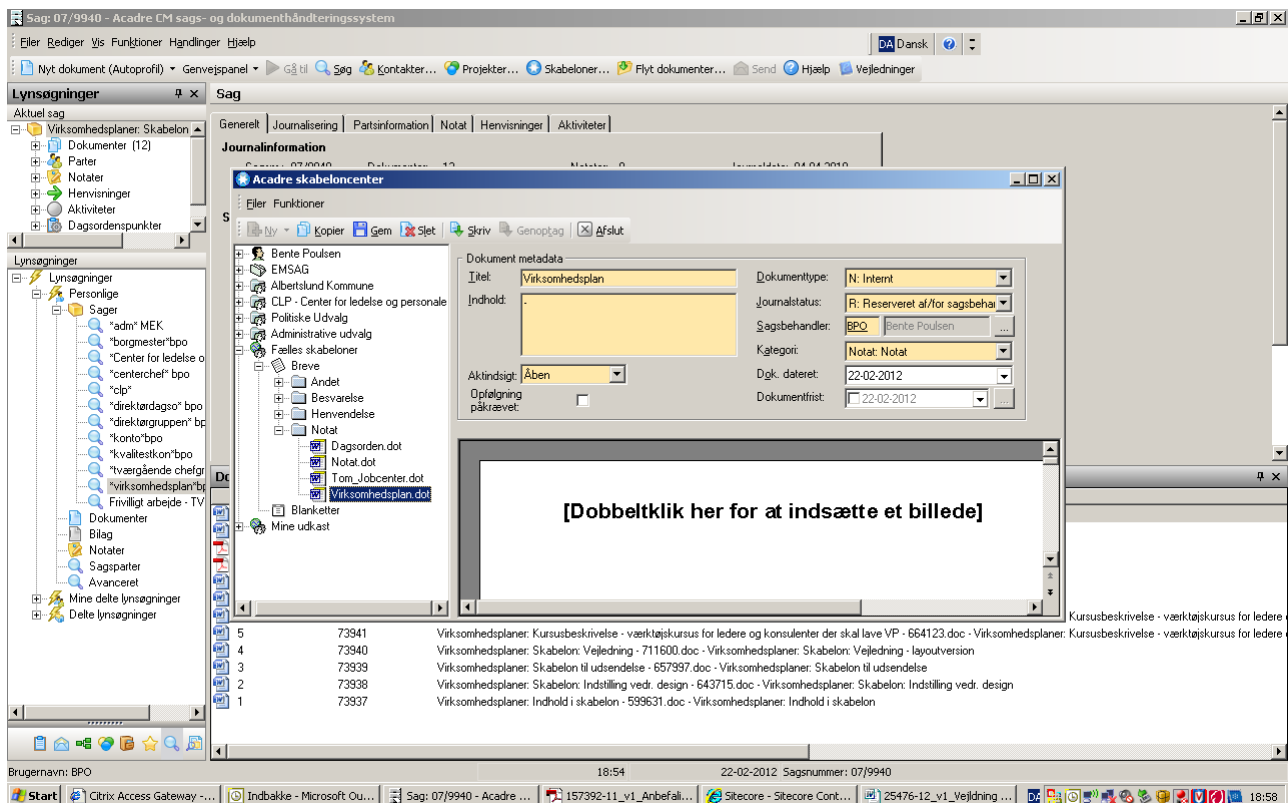 Sag: 07/9940 - Acadre CM sags- og dokumenthåndteringssystem
Eiler Rediger Vis Funktioner Handlinger Hjælp
DA Dansk
Nyt dokument (Autoprofil) Genvejspanel Gå til Søg Kontakter... Projekter... Skabeloner... Flyt dokumenter... Send Hjælp Vejledninger
Lynsøgninger
Aktuel sag
Virksomhedsplaner: Skabelon
Dokumenter (12)
Parter
Notater
Henvisninger
Aktiviteter
Dagsordenspunkter
Lynsøgninger
Lynsøgninger
Personlige
Sager
*adm* MEK
*borgmester*bpo
*Center for ledelse o
*centerchef* bpo
*clp*
*direktørdagso* bpo
*direktørgruppen* bp
*konto*bpo
*kvalitestkon*bpo
*tværgående chefgr
*virksomhedsplan*bp
Frivilligt arbejde - TV
Dokumenter
Bilag
Notater
Sagsparter
Avanceret
Mine delte lynsøgninger
Delte lynsøgninger
Sag
Generelt Journalisering Partsinformation Notat Henvisninger Aktiviteter
Journalinformation
Acadre skabeloncenter
Eiler Funktioner
Ny Kopier Gem Slet Skriv Genoptag Afslut
Bente Poulsen
EMSAG
Albertslund Kommune
CLP - Center for ledelse og personale
Politiske Udvalg
Administrative udvalg
Fælles skabeloner
Breve
Andet
Besvarelse
Henvendelse
Notat
Dagsorden.dot
Notat.dot
Tom_Jobcenter.dot
Virksomhedsplan.dot
Blanketter
Mine udkast
Dokument metadata
Titel: Virksomhedsplan
Indhold: -
Aktindsigt: Åben
Opfølgning påkrævet:
Dokumenttype: N: Internt
Journalstatus: R: Reserveret af/for sagsbehar
Sagsbehandler: BPO Bente Poulsen ...
Kategori: Notat: Notat
Dok. dateret: 22-02-2012
Dokumentfrist: 22-02-2012 ...
[Dobbeltklik her for at indsætte et billede]
Do
Kursusbeskrivelse - værktøjskursus for ledere
5 73941 Virksomhedsplaner: Kursusbeskrivelse - værktøjskursus for ledere og konsulenter der skal lave VP - 664123.doc - Virksomhedsplaner: Kursusbeskrivelse - værktøjskursus for ledere
4 73940 Virksomhedsplaner: Skabelon: Vejledning - 711600.doc - Virksomhedsplaner: Skabelon: Vejledning - layoutversion
3 73939 Virksomhedsplaner: Skabelon til udsendelse - 657997.doc - Virksomhedsplaner: Skabelon til udsendelse
2 73938 Virksomhedsplaner: Skabelon: Indstilling vedr. design - 643715.doc - Virksomhedsplaner: Skabelon: Indstilling vedr. design
1 73937 Virksomhedsplaner: Indhold i skabelon - 599631.doc - Virksomhedsplaner: Indhold i skabelon
Brugernavn: BPO 18:54 22-02-2012 Sagsnummer: 07/9940
Start Citrix Access Gateway -... Indbakke - Microsoft Ou... Sag: 07/9940 - Acadre ... 157392-11_v1_Anbefali... Sitecore - Sitecore Cont... 25476-12_v1_Vejldning ... DA 18:58